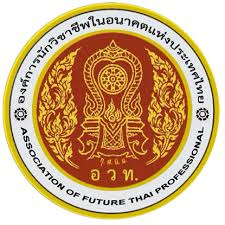 องค์การนักวิชาชีพในอนาคตแห่งประเทศไทย
อ ว ท.
ASSOCIATION OF FUTURE THAI PROFESSIONAL